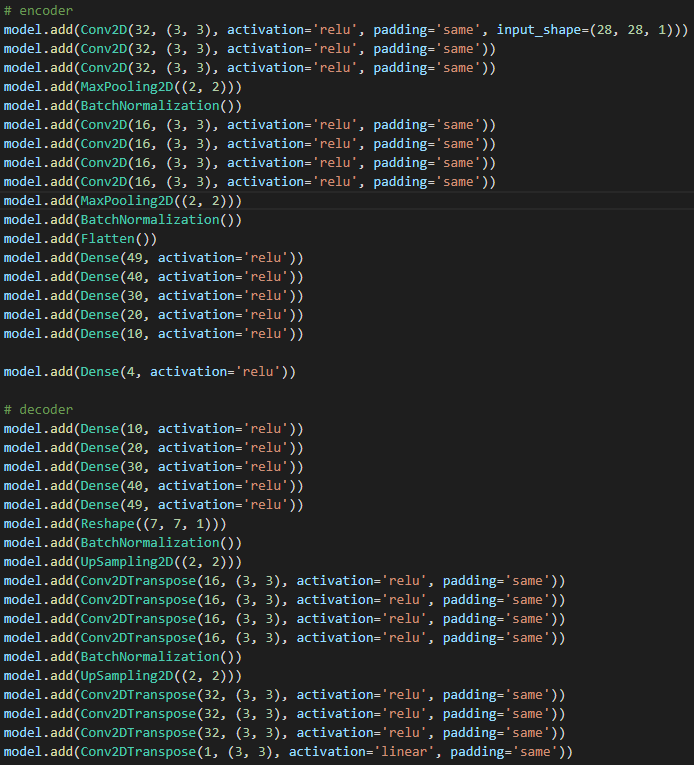 # encoder
model.add(Conv2D(32, (3, 3), activation='relu', padding='same', input_shape=(28, 28, 1)))
model.add(Conv2D(32, (3, 3), activation='relu', padding='same'))
model.add(Conv2D(32, (3, 3), activation='relu', padding='same'))
model.add(MaxPooling2D((2, 2)))
model.add(BatchNormalization())
model.add(Conv2D(16, (3, 3), activation='relu', padding='same'))
model.add(Conv2D(16, (3, 3), activation='relu', padding='same'))
model.add(Conv2D(16, (3, 3), activation='relu', padding='same'))
model.add(Conv2D(16, (3, 3), activation='relu', padding='same'))
model.add(MaxPooling2D((2, 2)))
model.add(BatchNormalization())
model.add(Flatten())
model.add(Dense(49, activation='relu'))
model.add(Dense(40, activation='relu'))
model.add(Dense(30, activation='relu'))
model.add(Dense(20, activation='relu'))
model.add(Dense(10, activation='relu'))

model.add(Dense(4, activation='relu'))

# decoder
model.add(Dense(10, activation='relu'))
model.add(Dense(20, activation='relu'))
model.add(Dense(30, activation='relu'))
model.add(Dense(40, activation='relu'))
model.add(Dense(49, activation='relu'))
model.add(Reshape((7, 7, 1)))
model.add(BatchNormalization())
model.add(UpSampling2D((2, 2)))
model.add(Conv2DTranspose(16, (3, 3), activation='relu', padding='same'))
model.add(Conv2DTranspose(16, (3, 3), activation='relu', padding='same'))
model.add(Conv2DTranspose(16, (3, 3), activation='relu', padding='same'))
model.add(Conv2DTranspose(16, (3, 3), activation='relu', padding='same'))
model.add(BatchNormalization())
model.add(UpSampling2D((2, 2)))
model.add(Conv2DTranspose(32, (3, 3), activation='relu', padding='same'))
model.add(Conv2DTranspose(32, (3, 3), activation='relu', padding='same'))
model.add(Conv2DTranspose(32, (3, 3), activation='relu', padding='same'))
model.add(Conv2DTranspose(1, (3, 3), activation='linear', padding='same'))